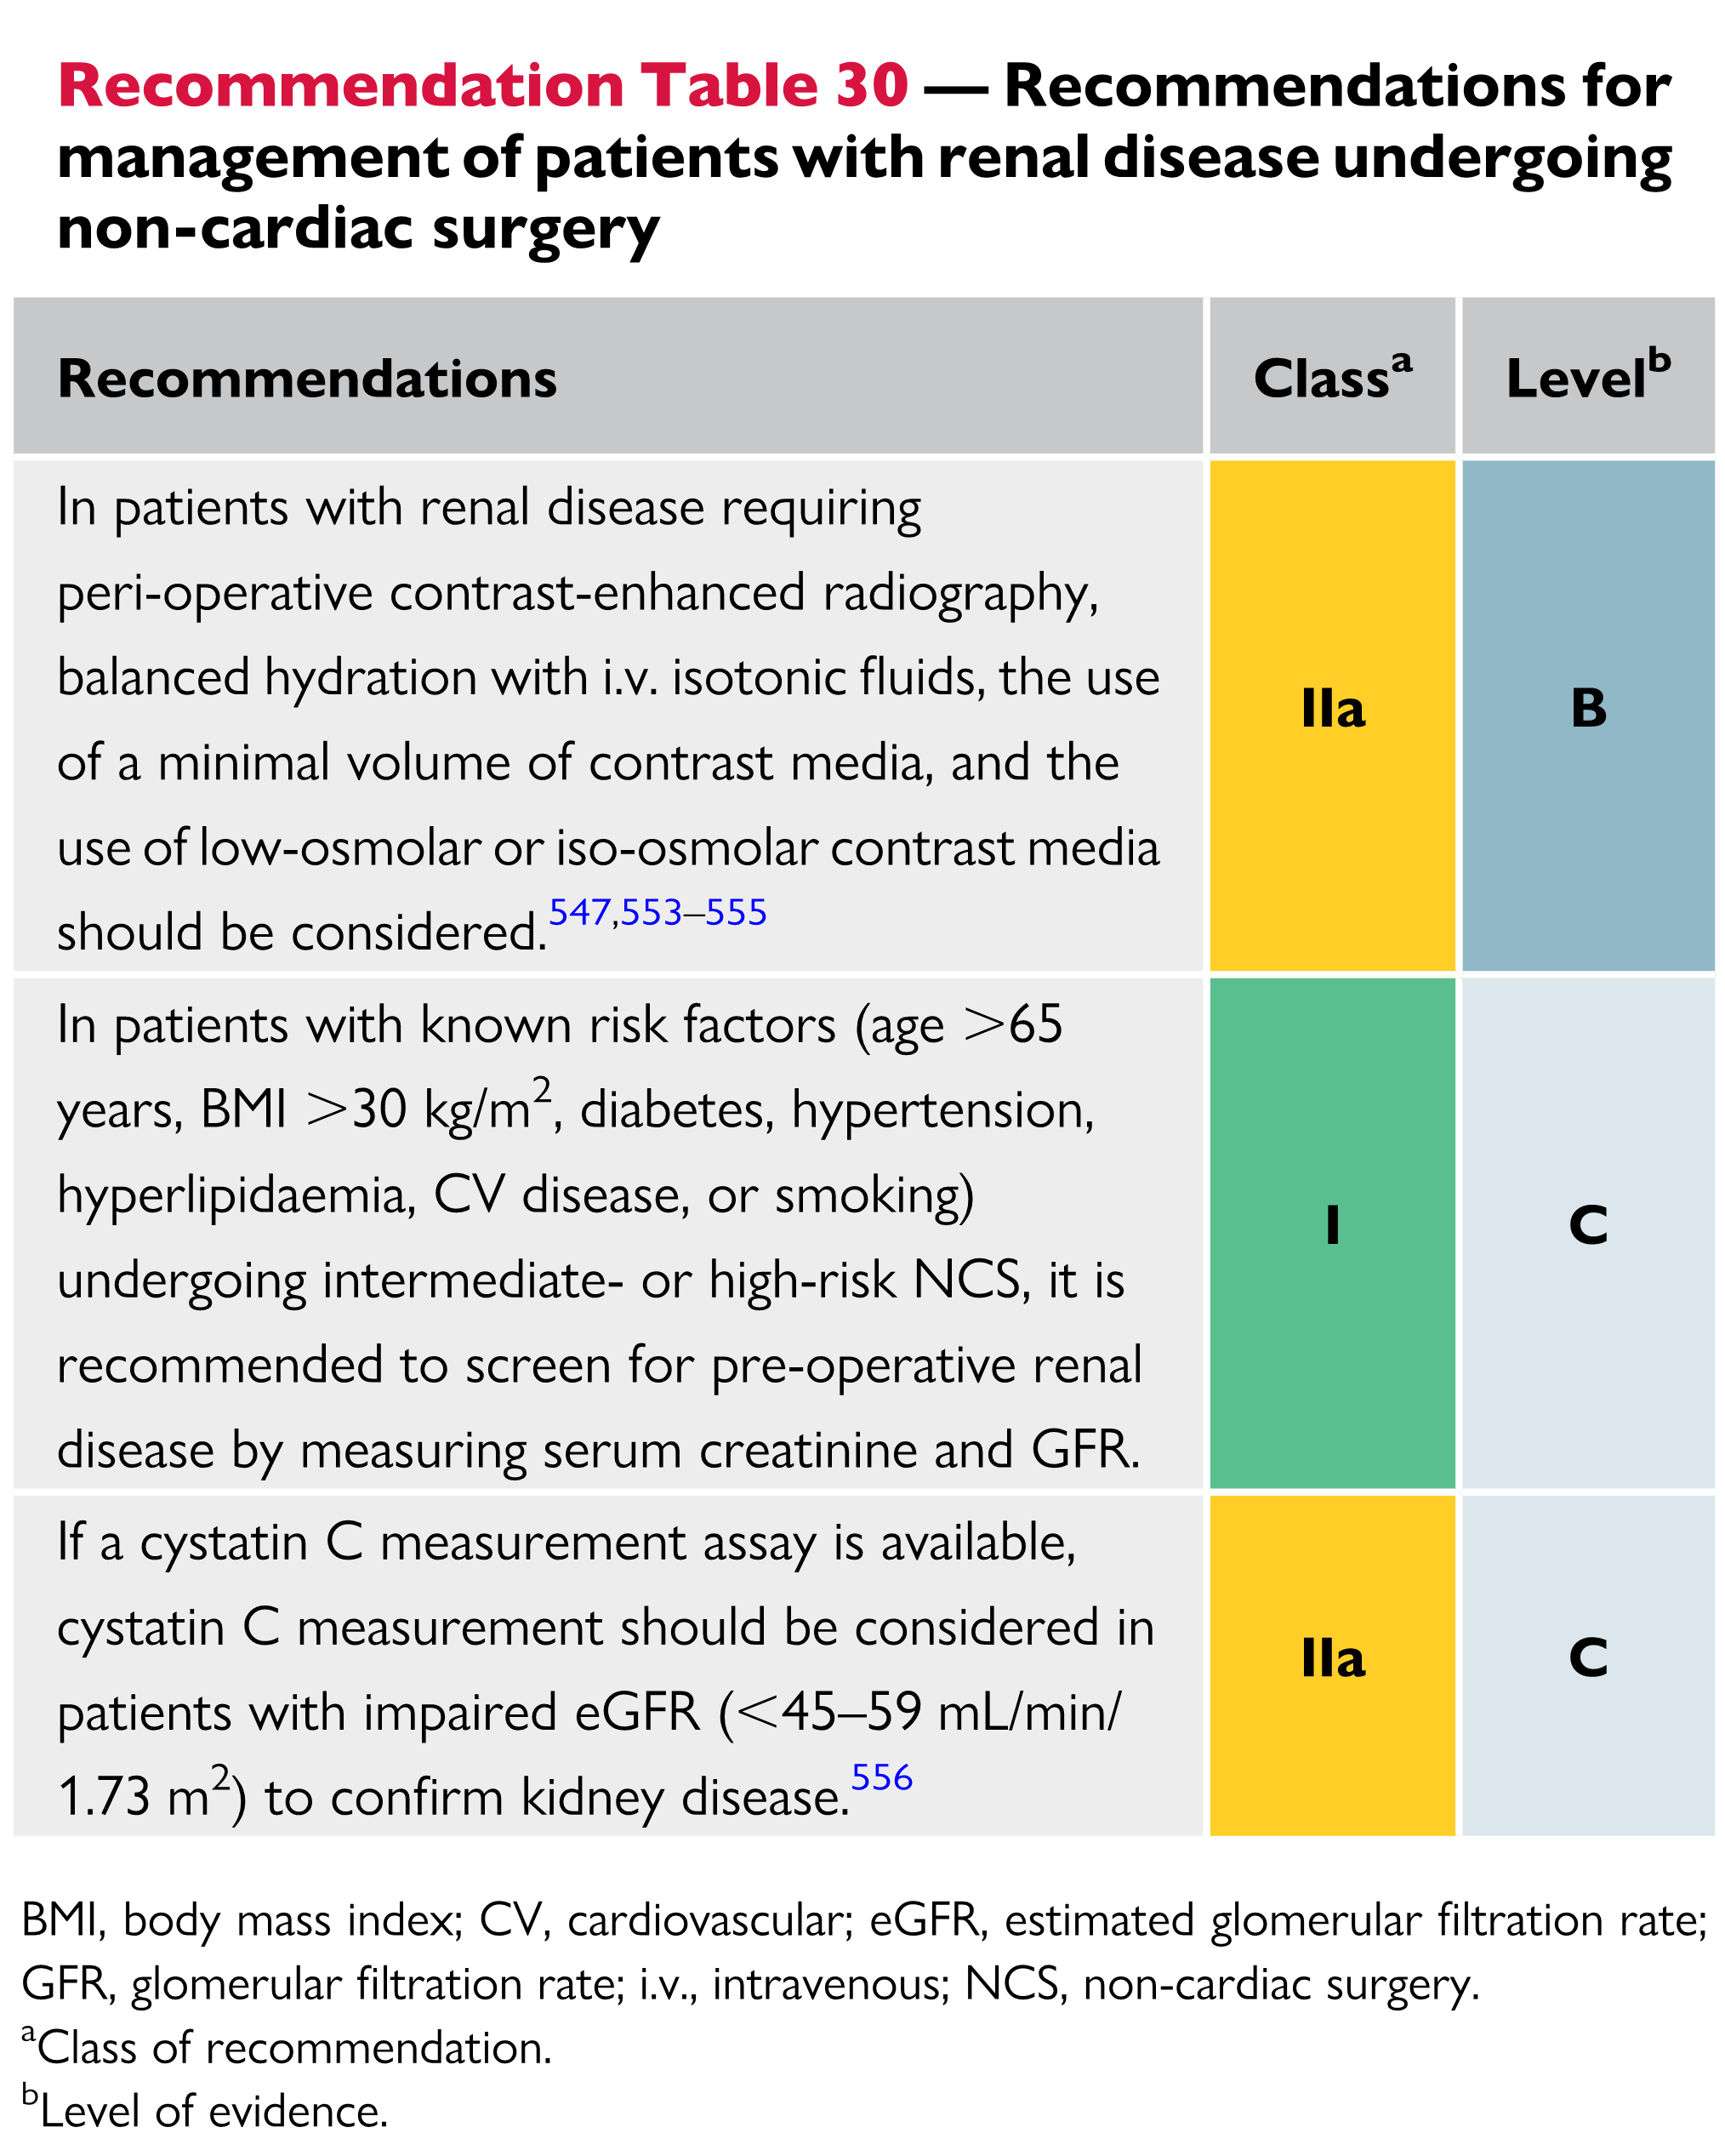 Recommendation Table 30 — Recommendations for
management of patients with renal disease undergoing
non-cardiac surgery
Recommendations Classᵃ Levelᵇ
In patients with renal disease requiring
peri-operative contrast-enhanced radiography,
balanced hydration with i.v. isotonic fluids, the use
of a minimal volume of contrast media, and the
use of low-osmolar or iso-osmolar contrast media
should be considered.547,553–555
IIa
B
In patients with known risk factors (age >65
years, BMI >30 kg/m², diabetes, hypertension,
hyperlipidaemia, CV disease, or smoking)
undergoing intermediate- or high-risk NCS, it is
recommended to screen for pre-operative renal
disease by measuring serum creatinine and GFR.
I
C
If a cystatin C measurement assay is available,
cystatin C measurement should be considered in
patients with impaired eGFR (<45–59 mL/min/
1.73 m²) to confirm kidney disease.556
IIa
C
BMI, body mass index; CV, cardiovascular; eGFR, estimated glomerular filtration rate;
GFR, glomerular filtration rate; i.v., intravenous; NCS, non-cardiac surgery.
ᵃClass of recommendation.
ᵇLevel of evidence.